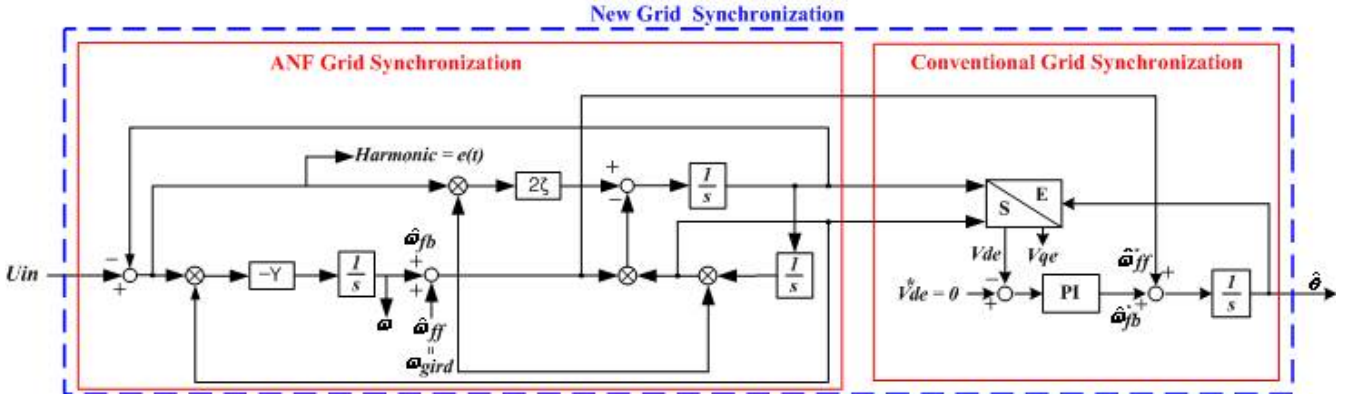 New Grid Synchronization
ANF Grid Synchronization
Conventional Grid Synchronization
Harmonic = e(t)
2ζ
1/s
S E
Uin
-Y
1/s
ω̂fb
ω
ω̂ff
=
ωgird
1/s
Vde
Vqe
V*de = 0
PI
ω̂*ff
ω̂*fb
1/s
θ̂